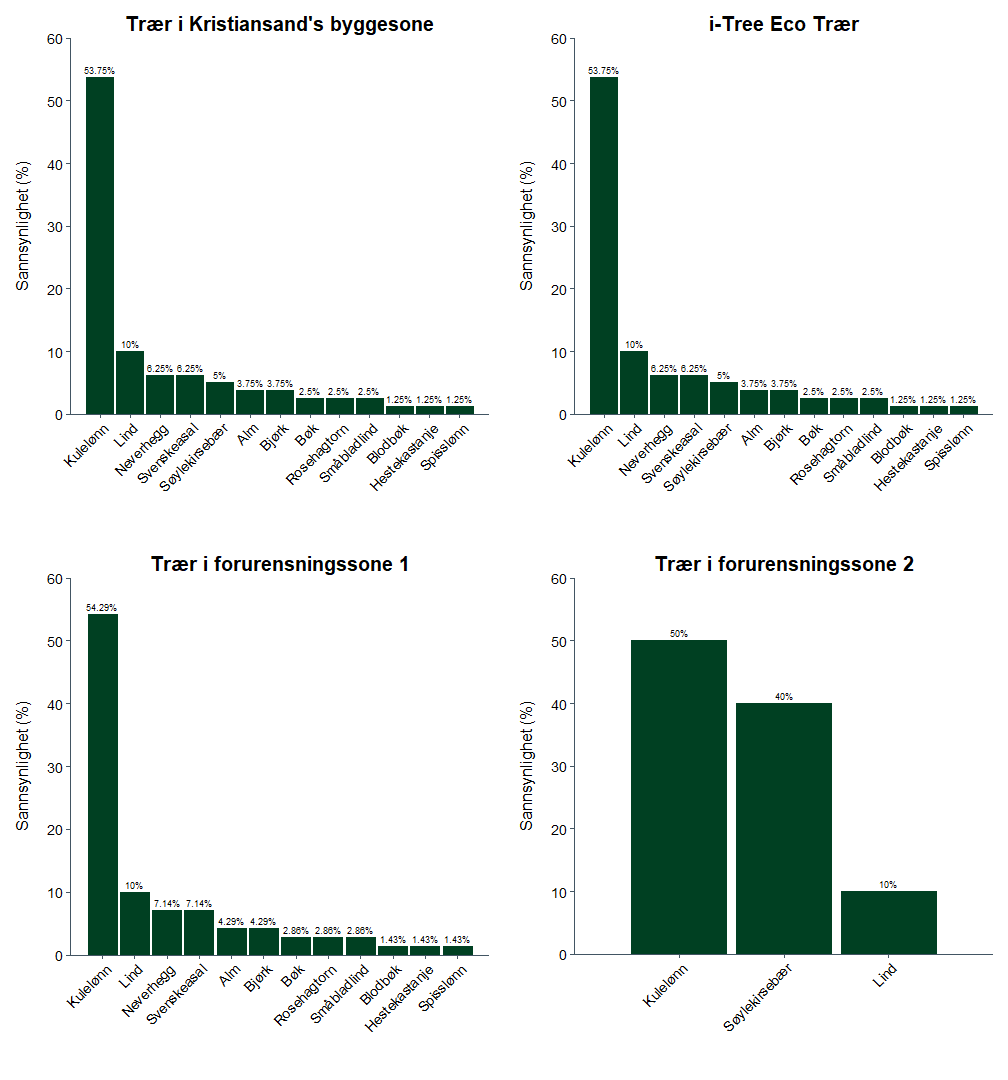 Trær i Kristiansand's byggesone
Sannsynlighet (%)
60
50
40
30
20
10
0
53.75%
10%
6.25%
6.25%
5%
3.75%
3.75%
2.5%
2.5%
2.5%
1.25%
1.25%
1.25%
Kulelønn
Lind
Neverhegg
Svenskeasal
Søylekirsebær
Alm
Bjørk
Bøk
Rosehagtorn
Småbladlind
Blodbøk
Hestekastanje
Spisslønn
i-Tree Eco Trær
Sannsynlighet (%)
60
50
40
30
20
10
0
53.75%
10%
6.25%
6.25%
5%
3.75%
3.75%
2.5%
2.5%
2.5%
1.25%
1.25%
1.25%
Kulelønn
Lind
Neverhegg
Svenskeasal
Søylekirsebær
Alm
Bjørk
Bøk
Rosehagtorn
Småbladlind
Blodbøk
Hestekastanje
Spisslønn
Trær i forurensningssone 1
Sannsynlighet (%)
60
50
40
30
20
10
0
54.29%
10%
7.14%
7.14%
4.29%
4.29%
2.86%
2.86%
2.86%
1.43%
1.43%
1.43%
Kulelønn
Lind
Neverhegg
Svenskeasal
Alm
Bjørk
Bøk
Rosehagtorn
Småbladlind
Blodbøk
Hestekastanje
Spisslønn
Trær i forurensningssone 2
Sannsynlighet (%)
60
50
40
30
20
10
0
50%
40%
10%
Kulelønn
Søylekirsebær
Lind